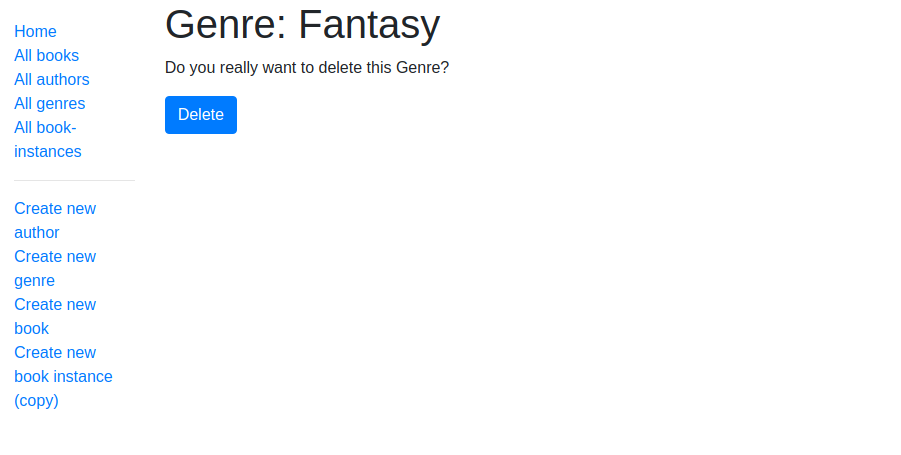 Home
All books
All authors
All genres
All book-
instances
Create new
author
Create new
genre
Create new
book
Create new
book instance
(copy)
Genre: Fantasy
Do you really want to delete this Genre?
Delete